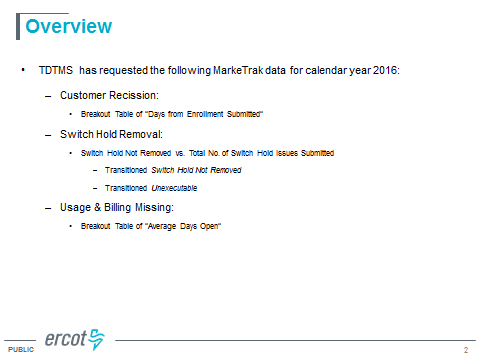 Overview
• TDTMS has requested the following MarkeTrak data for calendar year 2016:
– Customer Recission:
• Breakout Table of "Days from Enrollment Submitted"
– Switch Hold Removal:
• Switch Hold Not Removed vs. Total No. of Switch Hold Issues Submitted
– Transitioned Switch Hold Not Removed
– Transitioned Unexecutable
– Usage & Billing Missing:
• Breakout Table of "Average Days Open"
PUBLIC
ercot
2